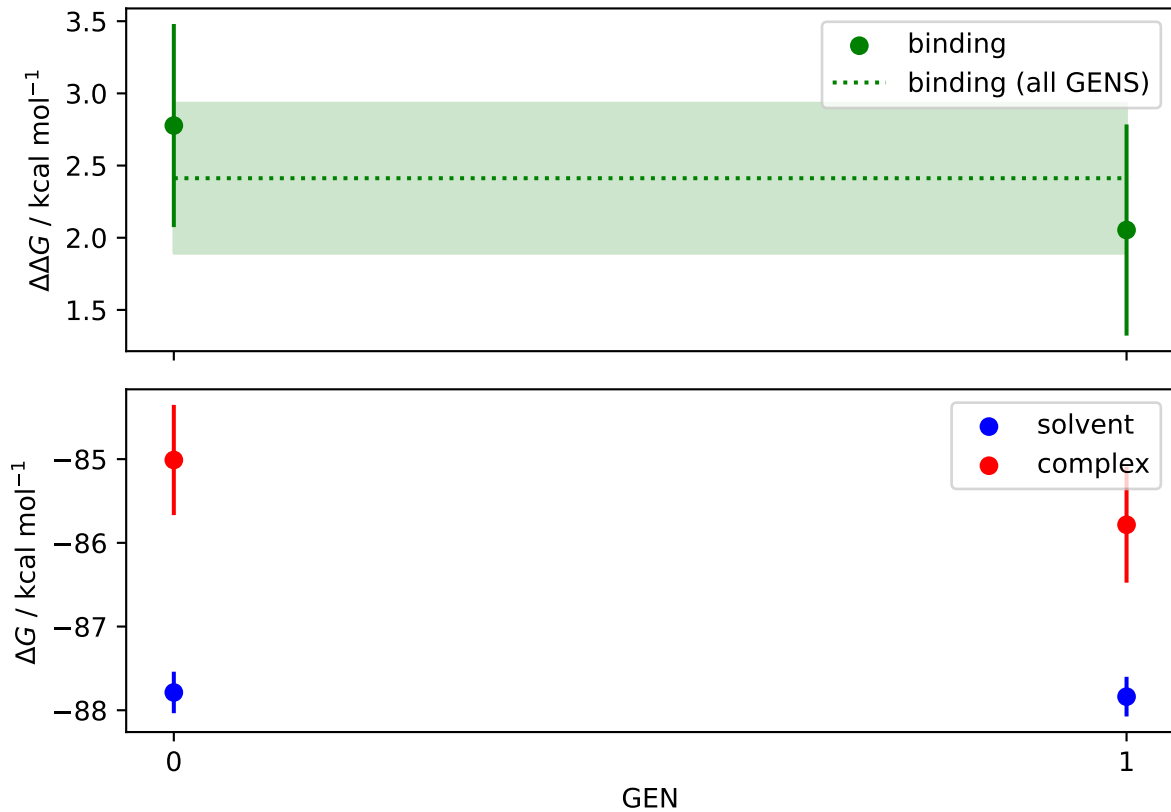 3.5
3.0
2.5
2.0
1.5
ΔΔG / kcal mol⁻¹
binding
binding (all GENS)
−85
−86
−87
−88
ΔG / kcal mol⁻¹
solvent
complex
0
1
GEN